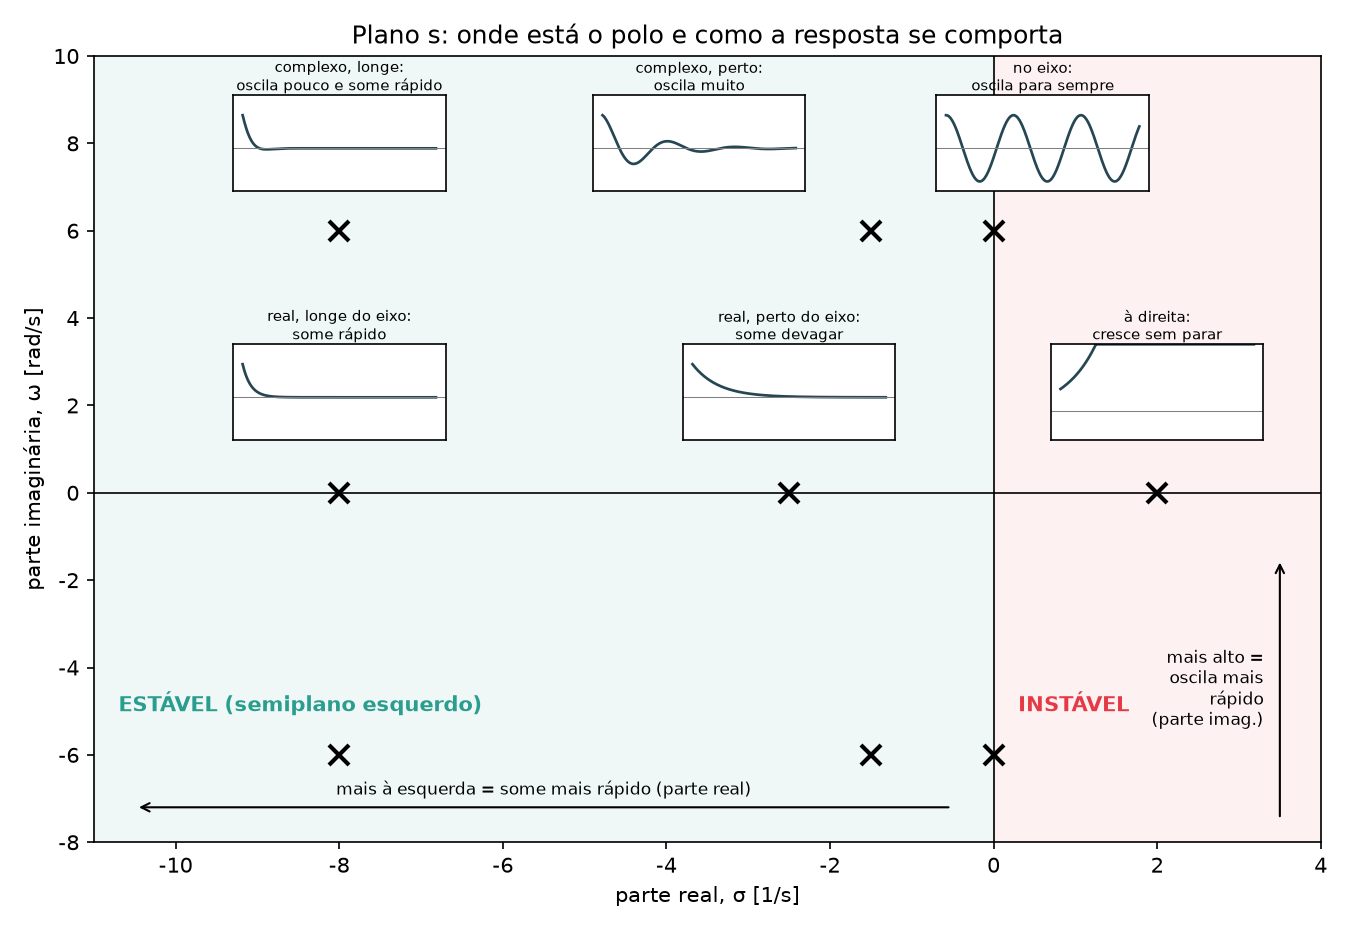 Plano s: onde está o polo e como a resposta se comporta
complexo, longe:
oscila pouco e some rápido
complexo, perto:
oscila muito
no eixo:
oscila para sempre
real, longe do eixo:
some rápido
real, perto do eixo:
some devagar
à direita:
cresce sem parar
mais alto =
oscila mais
rápido
(parte imag.)
ESTÁVEL (semiplano esquerdo)
INSTÁVEL
mais à esquerda = some mais rápido (parte real)
10
8
6
4
2
0
-2
-4
-6
-8
parte imaginária, ω [rad/s]
-10
-8
-6
-4
-2
0
2
4
parte real, σ [1/s]